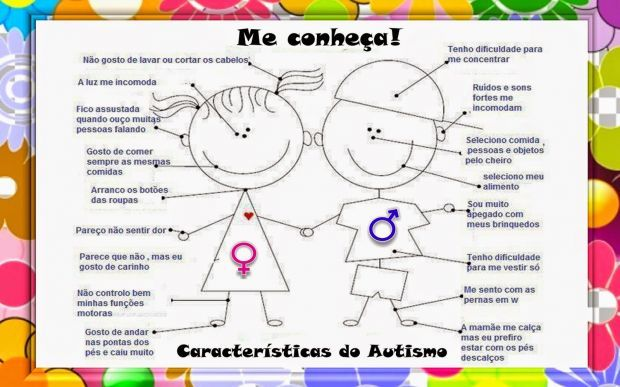 Me conheça!
Não gosto de lavar ou cortar os cabelos
A luz me incomoda
Fico assustada
quando ouço muitas
pessoas falando
Gosto de comer
sempre as mesmas
comidas
Arranco os botões
das roupas
Pareço não sentir dor
Parece que não , mas eu
gosto de carinho
Não controlo bem
minhas funções
motoras
Gosto de andar
nas pontas dos
pés e caiu muito
Tenho dificuldade para
me concentrar
Ruídos e sons
fortes me
incomodam
Seleciono comida ,
pessoas e objetos
pelo cheiro
seleciono meu
alimento
Sou muito
apegado com
meus brinquedos
Tenho dificuldade
para me vestir só
Me sento com as
pernas em w
A mamãe me calça
mas eu prefiro
estar com os pés
descalços
Características do Autismo